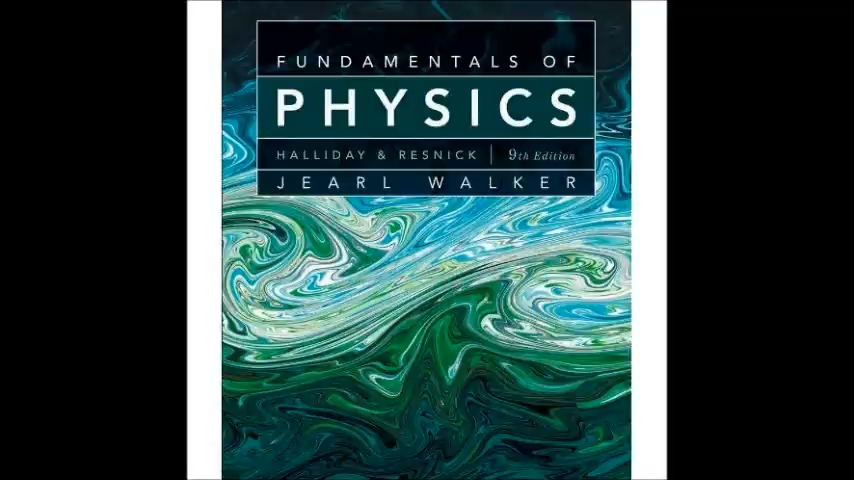 FUNDAMENTALS OF
PHYSICS
HALLIDAY & RESNICK | 9th Edition
JEARL WALKER